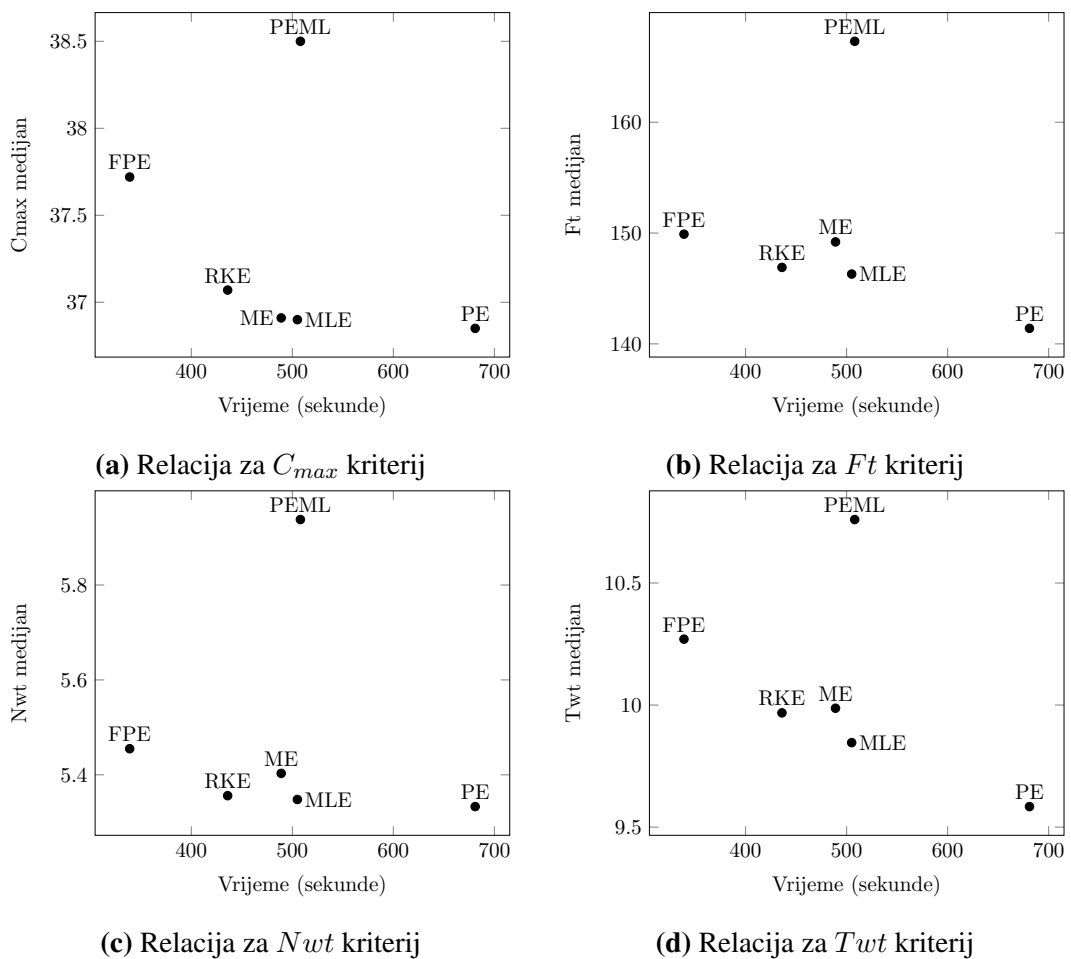 PEML
38.5
38
37.5
37
Cmax medijan
FPE
RKE
ME
MLE
PE
400
500
600
700
Vrijeme (sekunde)
(a) Relacija za Cmax kriterij
PEML
160
150
140
Ft medijan
FPE
RKE
ME
MLE
PE
400
500
600
700
Vrijeme (sekunde)
(b) Relacija za Ft kriterij
PEML
5.8
5.6
5.4
Nwt medijan
FPE
RKE
ME
MLE
PE
400
500
600
700
Vrijeme (sekunde)
(c) Relacija za Nwt kriterij
PEML
10.5
10
9.5
Twt medijan
FPE
RKE
ME
MLE
PE
400
500
600
700
Vrijeme (sekunde)
(d) Relacija za Twt kriterij